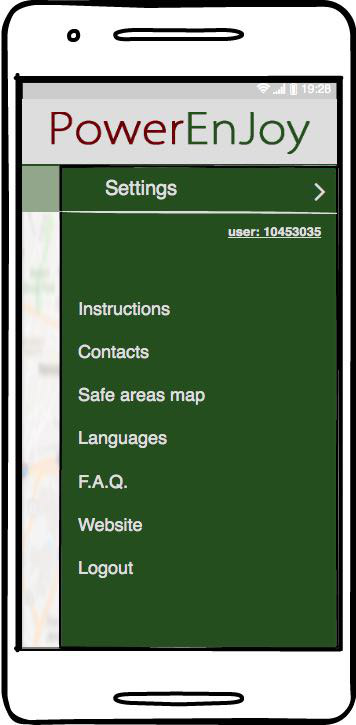 19:28
PowerEnJoy
Settings
user: 10453035
Instructions
Contacts
Safe areas map
Languages
F.A.Q.
Website
Logout